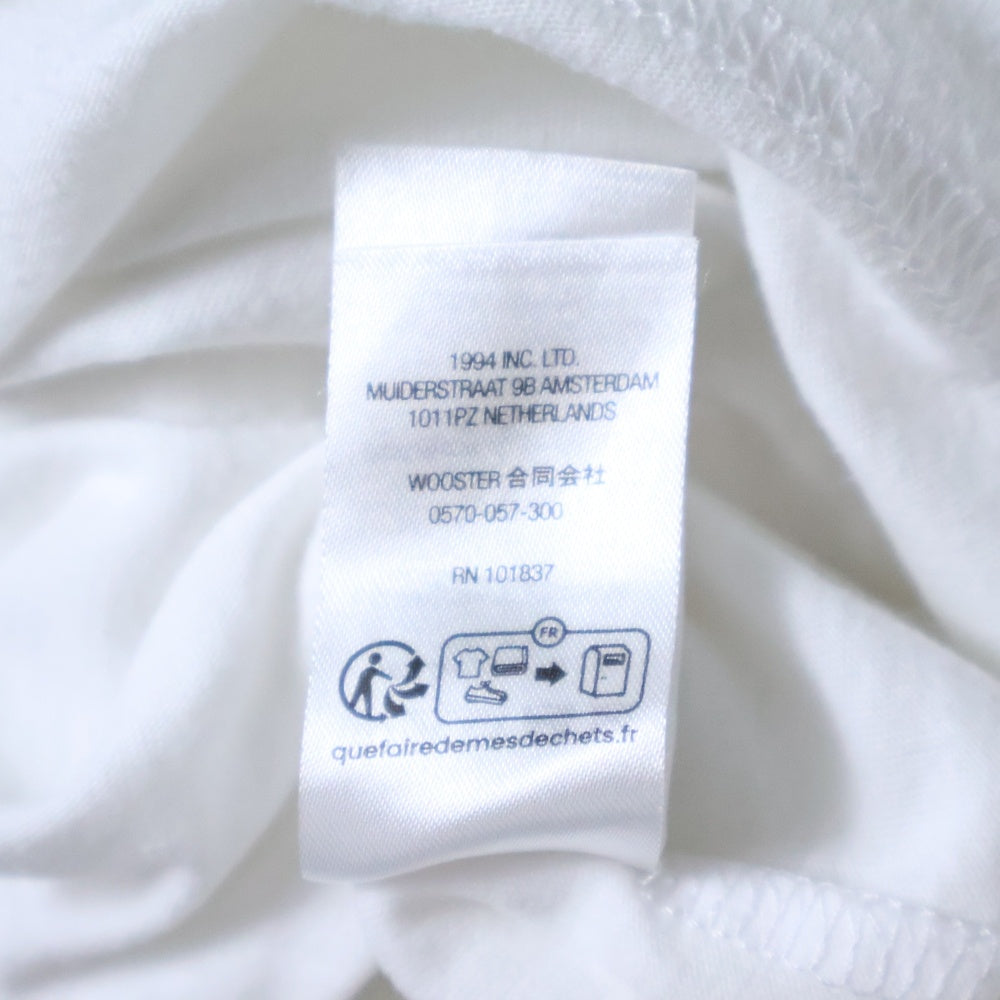 1994 INC. LTD.
MUIDERSTRAAT 9B AMSTERDAM
1011PZ NETHERLANDS
WOOSTER 合同会社
0570-057-300
RN 101837
FR
quefairedemesdechets.fr